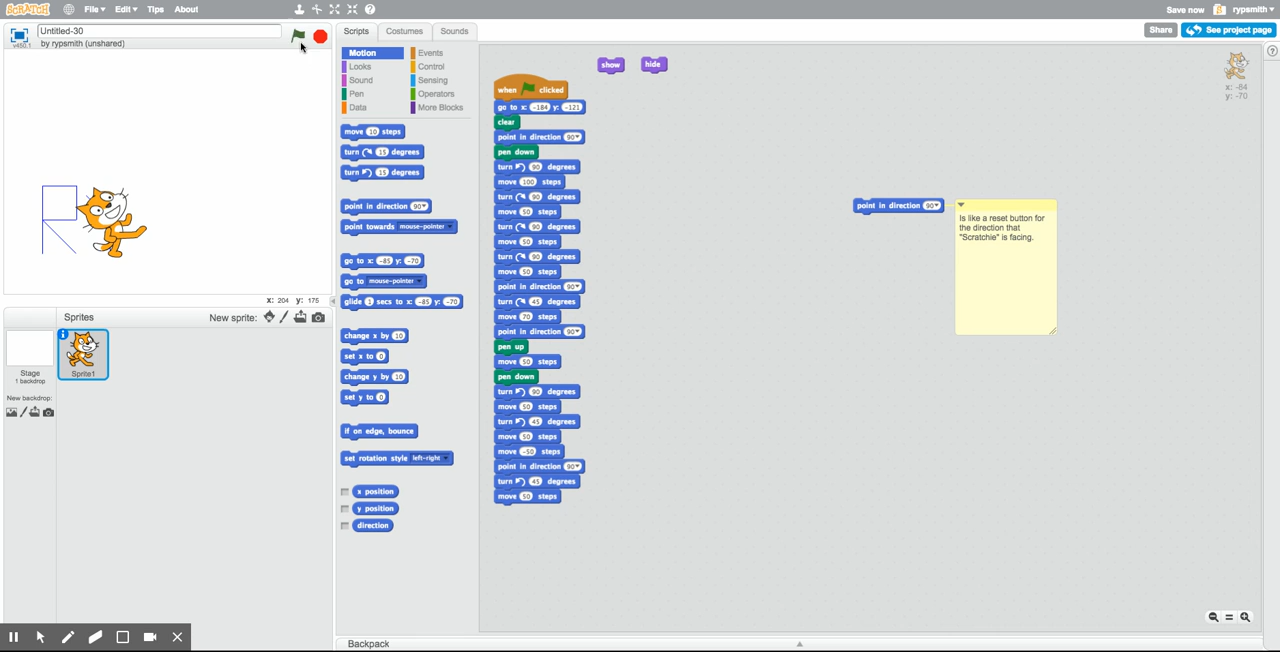 SCRATCH File▾ Edit▾ Tips About Save now rypsmith▾
Untitled-30
v450.1 by rypsmith (unshared)
Scripts Costumes Sounds
Share See project page
Motion Events
Looks Control
Sound Sensing
Pen Operators
Data More Blocks
move 10 steps
turn 15 degrees
turn 15 degrees
point in direction 90▾
point towards mouse-pointer
go to x: -85 y: -70
go to mouse-pointer
glide 1 secs to x: -85 y: -70
change x by 10
set x to 0
change y by 10
set y to 0
if on edge, bounce
set rotation style left-right
x position
y position
direction
show hide
when clicked
go to x: -184 y: -121
clear
point in direction 90▾
pen down
turn 90 degrees
move 100 steps
turn 90 degrees
move 50 steps
turn 90 degrees
move 50 steps
turn 90 degrees
move 50 steps
point in direction 90▾
turn 45 degrees
move 70 steps
point in direction 90▾
pen up
move 50 steps
pen down
turn 90 degrees
move 50 steps
turn 45 degrees
move 50 steps
move -50 steps
point in direction 90▾
turn 45 degrees
move 50 steps
point in direction 90▾
Is like a reset button for
the direction that
"Scratchie" is facing.
x: -84
y: -70
x: 204 y: 175
Sprites New sprite:
Stage
1 backdrop
New backdrop:
Sprite1
Backpack